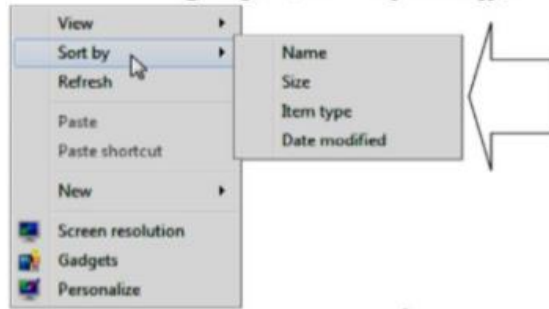 View
Sort by
Refresh
Paste
Paste shortcut
New
Screen resolution
Gadgets
Personalize
Name
Size
Item type
Date modified